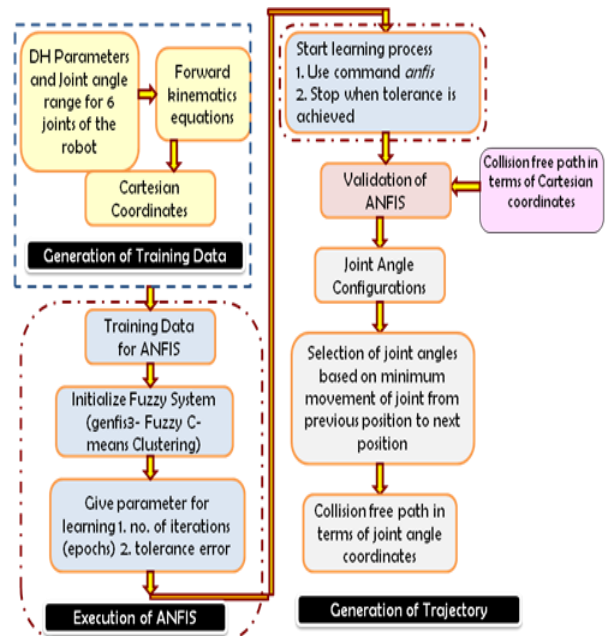 DH Parameters
and Joint angle
range for 6
joints of the
robot
Forward
kinematics
equations
Cartesian
Coordinates
Generation of Training Data
Training Data
for ANFIS
Initialize Fuzzy System
(genfis3- Fuzzy C-
means Clustering)
Give parameter for
learning 1. no. of iterations
(epochs) 2. tolerance error
Execution of ANFIS
Start learning process
1. Use command anfis
2. Stop when tolerance is
achieved
Validation of
ANFIS
Collision free path in
terms of Cartesian
coordinates
Joint Angle
Configurations
Selection of joint angles
based on minimum
movement of joint from
previous position to next
position
Collision free path in
terms of joint angle
coordinates
Generation of Trajectory